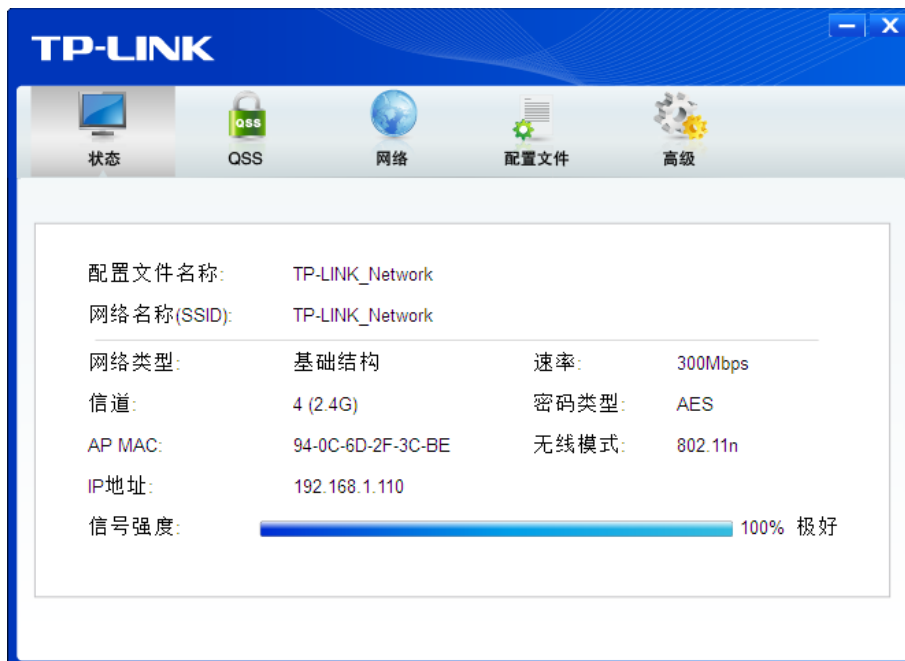 TP-LINK
状态 QSS 网络 配置文件 高级
配置文件名称: TP-LINK_Network
网络名称(SSID): TP-LINK_Network
网络类型: 基础结构 速率: 300Mbps
信道: 4 (2.4G) 密码类型: AES
AP MAC: 94-0C-6D-2F-3C-BE 无线模式: 802.11n
IP地址: 192.168.1.110
信号强度: 100% 极好